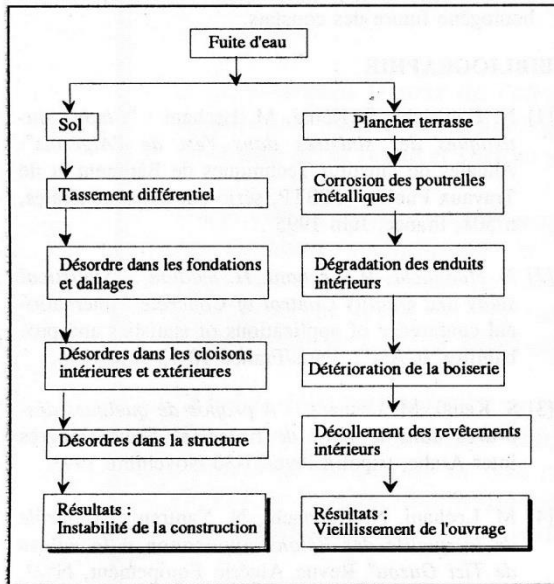 BIBLIOGRAPHIE :
Fuite d'eau
Sol
Tassement différentiel
Désordre dans les fondations
et dallages
Désordres dans les cloisons
intérieures et extérieures
Désordres dans la structure
Résultats :
Instabilité de la construction
Plancher terrasse
Corrosion des poutrelles
métalliques
Dégradation des enduits
intérieurs
Détérioration de la boiserie
Décollement des revêtements
intérieurs
Résultats :
Vieillissement de l'ouvrage